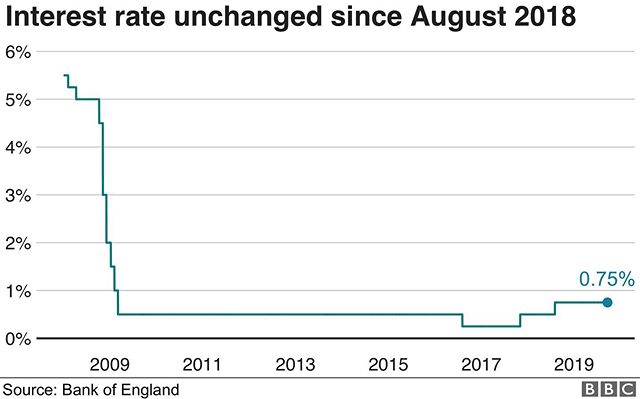 Interest rate unchanged since August 2018
6%
5%
4%
3%
2%
1%
0%
0.75%
2009 2011 2013 2015 2017 2019
Source: Bank of England
BBC